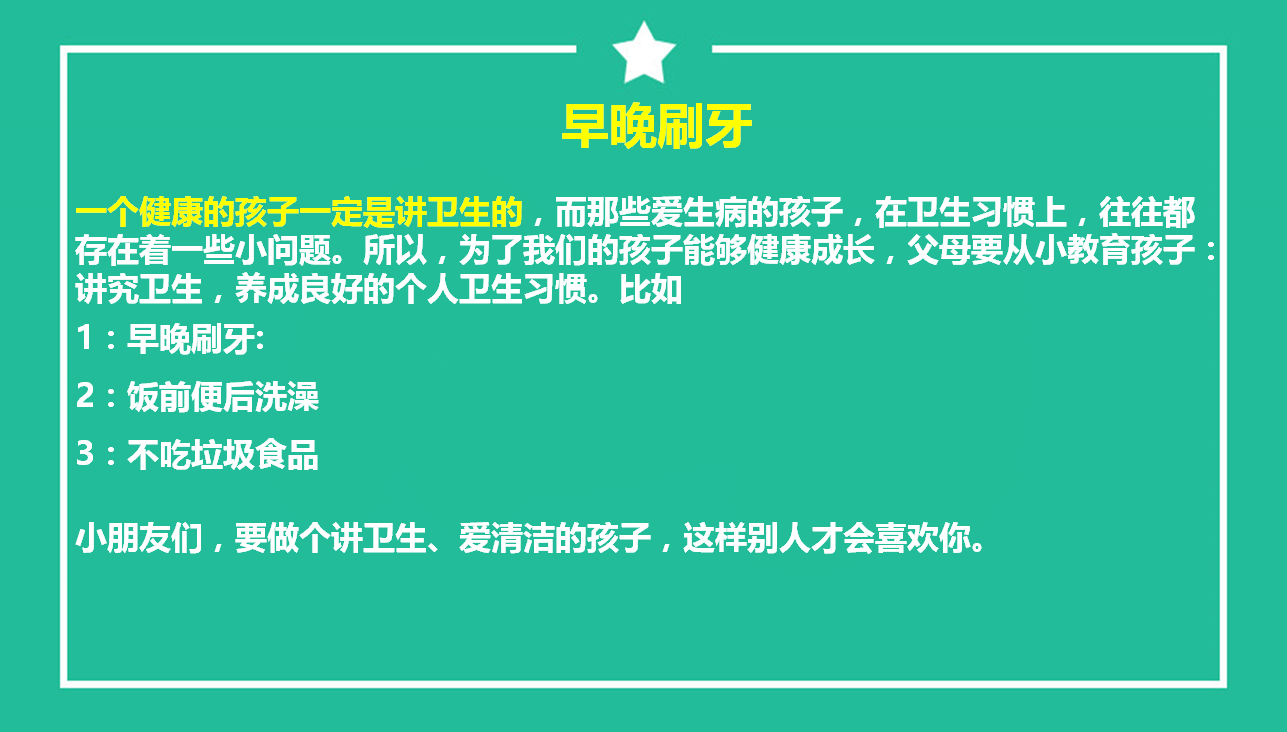 早晚刷牙
一个健康的孩子一定是讲卫生的，而那些爱生病的孩子，在卫生习惯上，往往都
存在着一些小问题。所以，为了我们的孩子能够健康成长，父母要从小教育孩子：
讲究卫生，养成良好的个人卫生习惯。比如
1：早晚刷牙:
2：饭前便后洗澡
3：不吃垃圾食品
小朋友们，要做个讲卫生、爱清洁的孩子，这样别人才会喜欢你。